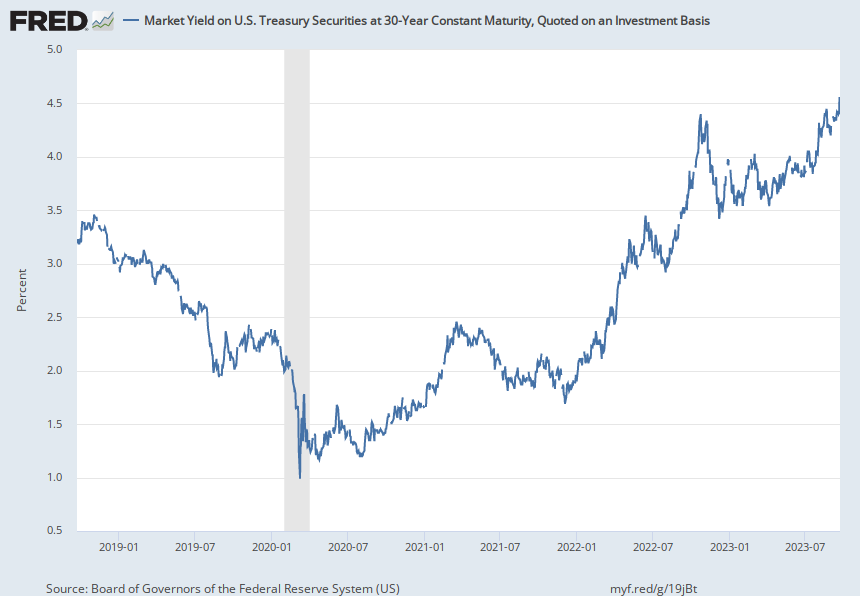 FRED Market Yield on U.S. Treasury Securities at 30-Year Constant Maturity, Quoted on an Investment Basis
5.0
4.5
4.0
3.5
3.0
2.5
2.0
1.5
1.0
0.5
Percent
2019-01 2019-07 2020-01 2020-07 2021-01 2021-07 2022-01 2022-07 2023-01 2023-07
Source: Board of Governors of the Federal Reserve System (US) myf.red/g/19jBt